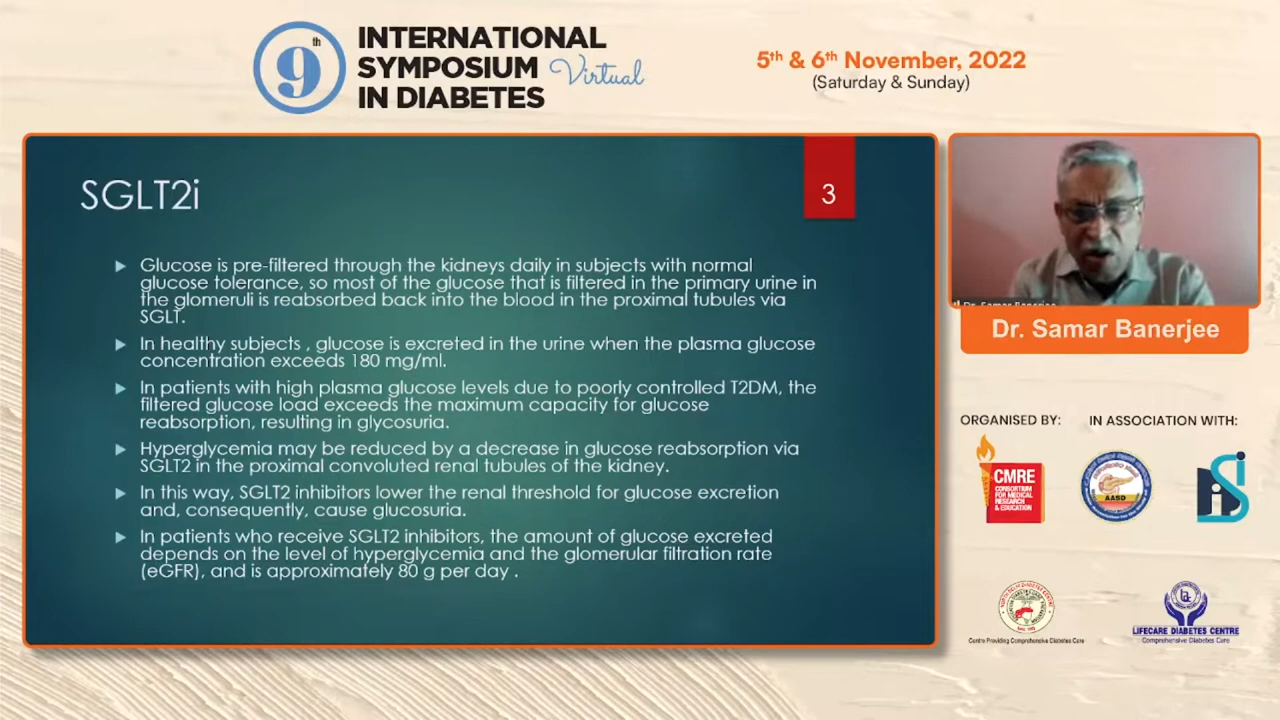 9th
INTERNATIONAL
SYMPOSIUM Virtual
IN DIABETES
5th & 6th November, 2022
(Saturday & Sunday)
SGLT2i
3
Glucose is pre-filtered through the kidneys daily in subjects with normal
glucose tolerance, so most of the glucose that is filtered in the primary urine in
the glomeruli is reabsorbed back into the blood in the proximal tubules via
SGLT.
In healthy subjects , glucose is excreted in the urine when the plasma glucose
concentration exceeds 180 mg/ml.
In patients with high plasma glucose levels due to poorly controlled T2DM, the
filtered glucose load exceeds the maximum capacity for glucose
reabsorption, resulting in glycosuria.
Hyperglycemia may be reduced by a decrease in glucose reabsorption via
SGLT2 in the proximal convoluted renal tubules of the kidney.
In this way, SGLT2 inhibitors lower the renal threshold for glucose excretion
and, consequently, cause glucosuria.
In patients who receive SGLT2 inhibitors, the amount of glucose excreted
depends on the level of hyperglycemia and the glomerular filtration rate
(eGFR), and is approximately 80 g per day .
Dr. Samar Banerjee
Dr. Samar Banerjee
ORGANISED BY:
IN ASSOCIATION WITH:
CMRE
CONSORTIUM
FOR MEDICAL
RESEARCH
& EDUCATION
AASD
Centre Providing Comprehensive Diabetes Care
LIFECARE DIABETES CENTRE
Comprehensive Diabetes Care